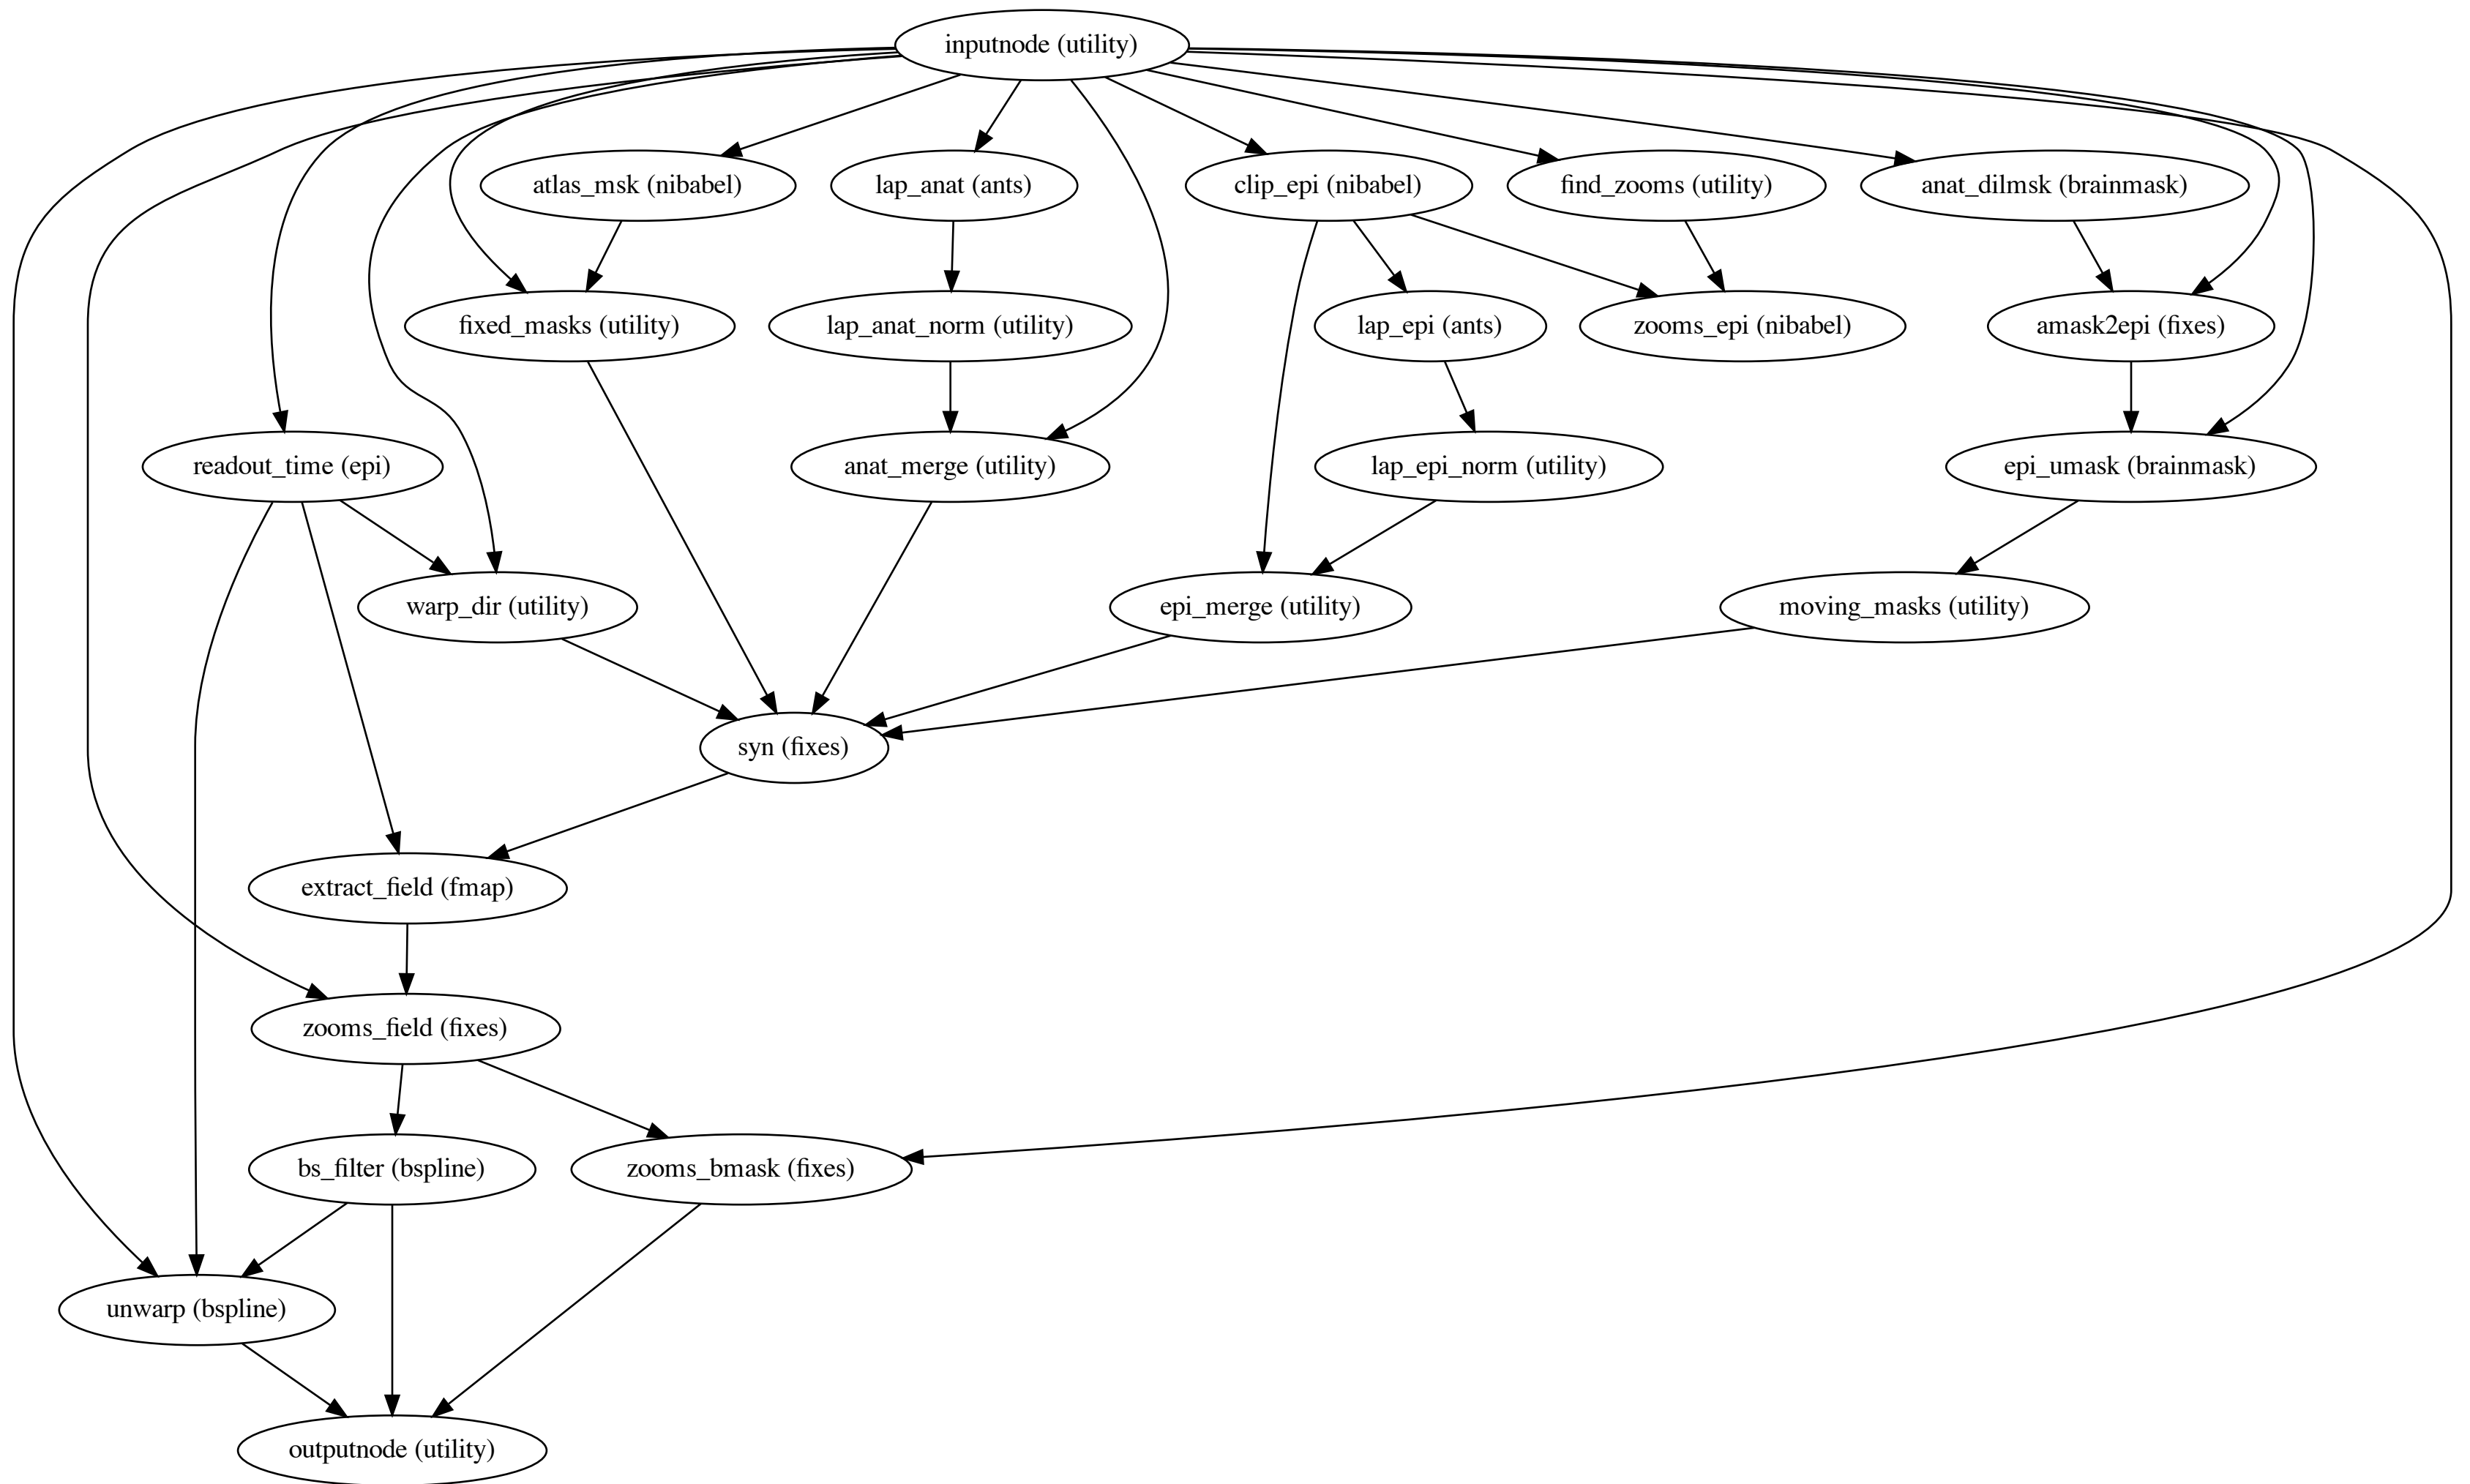 inputnode (utility)
atlas_msk (nibabel)
lap_anat (ants)
clip_epi (nibabel)
find_zooms (utility)
anat_dilmsk (brainmask)
fixed_masks (utility)
lap_anat_norm (utility)
lap_epi (ants)
zooms_epi (nibabel)
amask2epi (fixes)
readout_time (epi)
anat_merge (utility)
lap_epi_norm (utility)
epi_umask (brainmask)
warp_dir (utility)
epi_merge (utility)
moving_masks (utility)
syn (fixes)
extract_field (fmap)
zooms_field (fixes)
bs_filter (bspline)
zooms_bmask (fixes)
unwarp (bspline)
outputnode (utility)